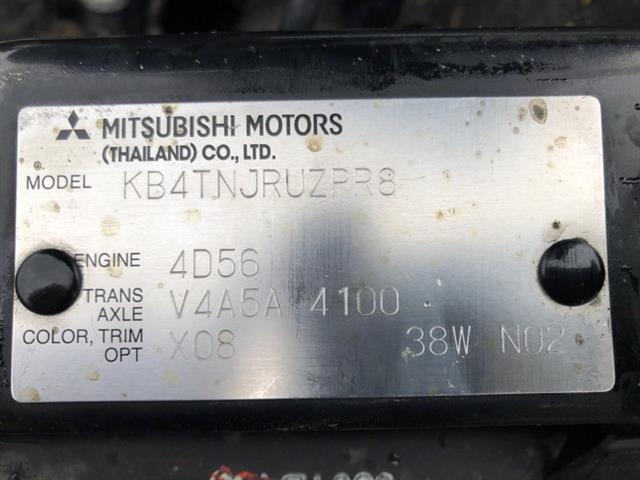 MITSUBISHI MOTORS
(THAILAND) CO., LTD.
MODEL KB4TNJRUZPR8
ENGINE 4D56
TRANS AXLE V4A5A 4100
COLOR, TRIM OPT X08 38W N02